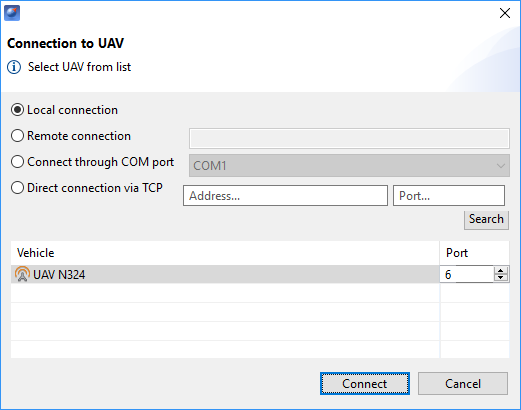 Connection to UAV
Select UAV from list
Local connection
Remote connection
Connect through COM port COM1
Direct connection via TCP Address... Port...
Search
Vehicle Port
UAV N324 6
Connect Cancel